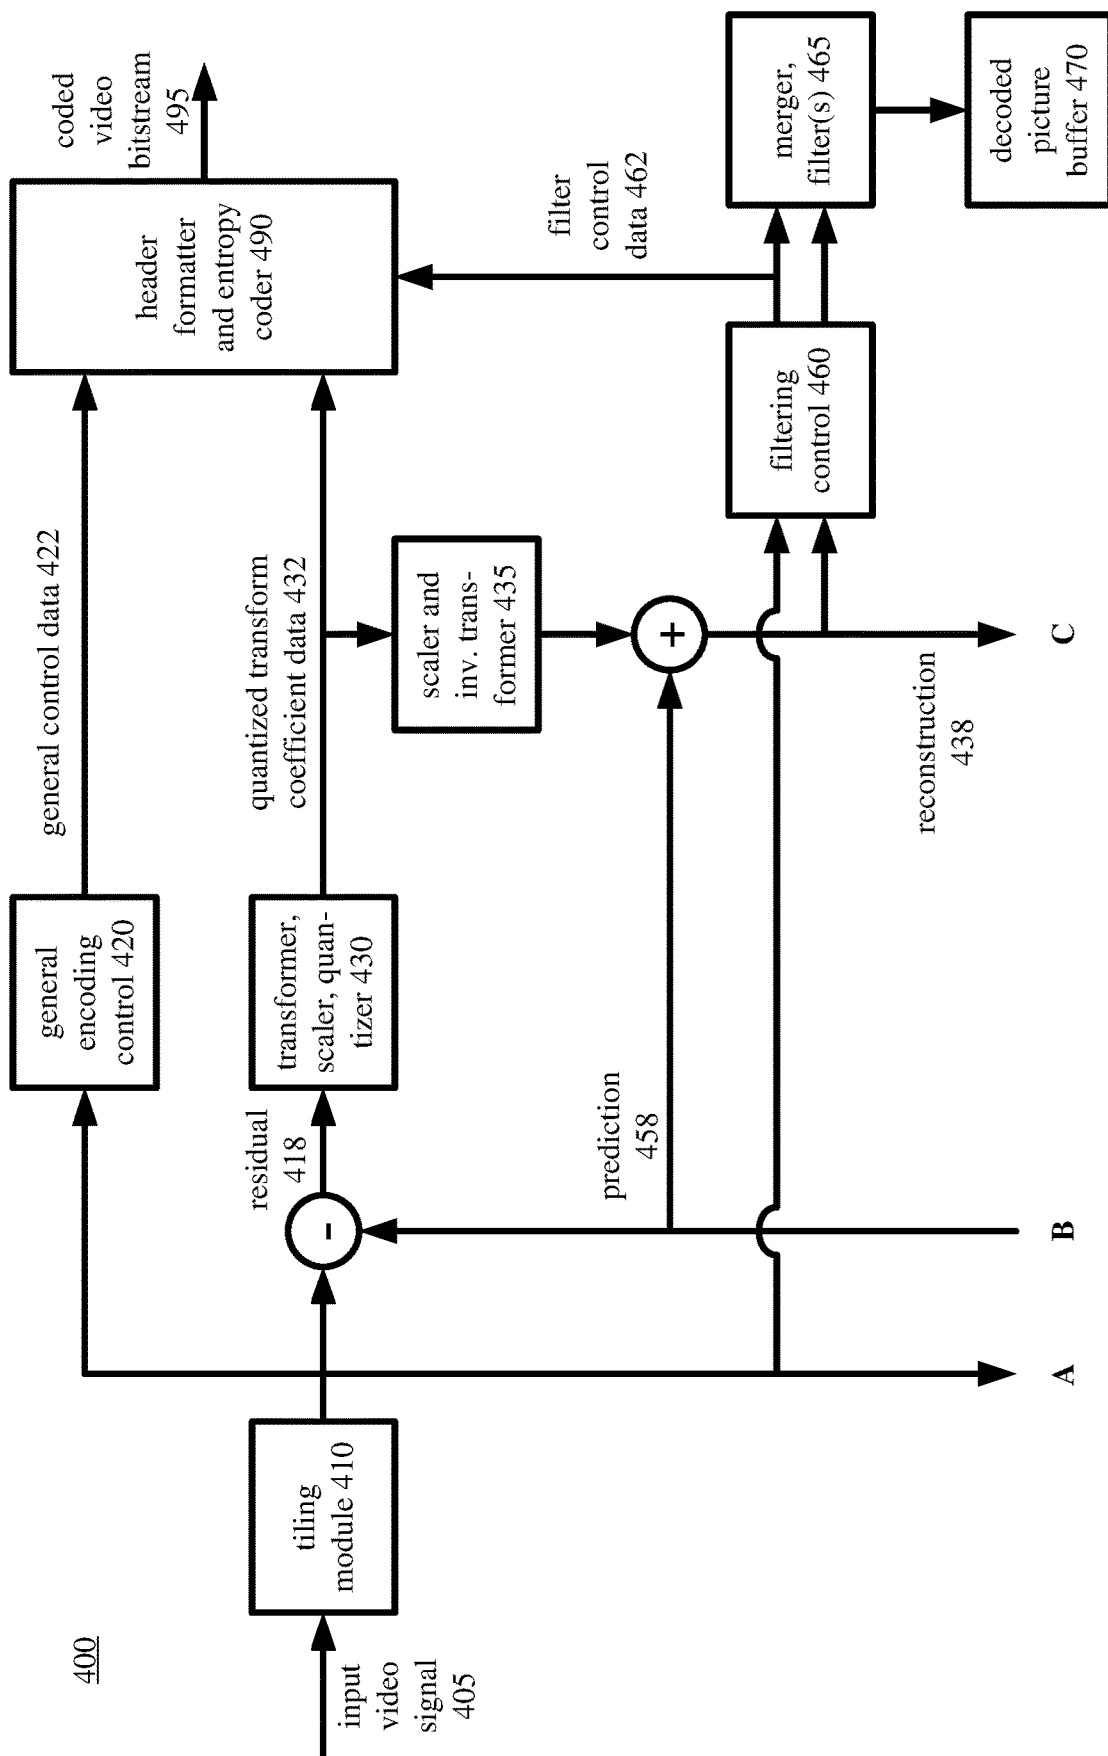 400
input
video
signal 405
tiling
module 410
general
encoding
control 420
general control data 422
residual
418
-
transformer,
scaler, quan-
tizer 430
quantized transform
coefficient data 432
header
formatter
and entropy
coder 490
coded
video
bitstream
495
scaler and
inv. trans-
former 435
prediction
458
+
filter
control
data 462
filtering
control 460
merger,
filter(s) 465
decoded
picture
buffer 470
reconstruction
438
A
B
C